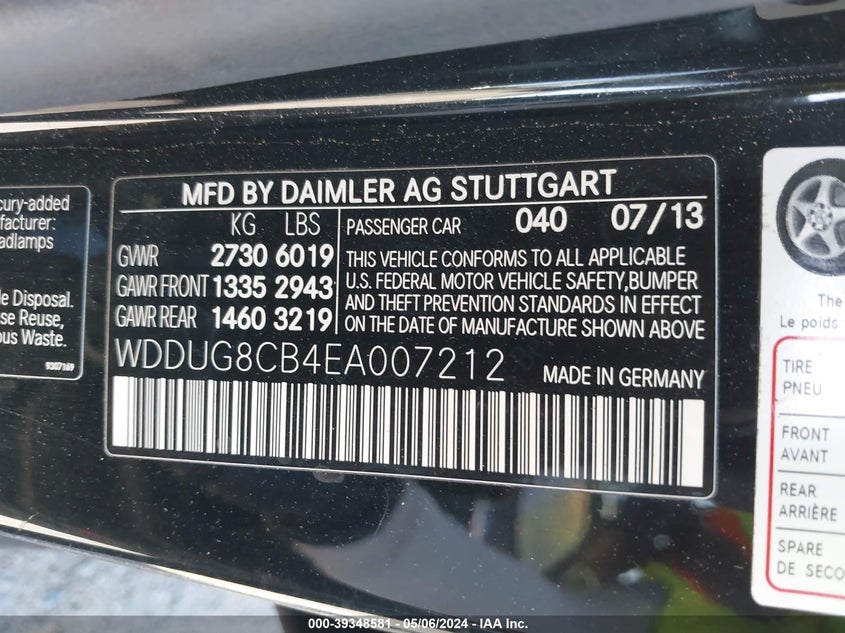 cury-added
nufacturer:
eadlamps
le Disposal.
use Reuse,
ous Waste.
9307169
MFD BY DAIMLER AG STUTTGART
KG LBS
GVWR 2730 6019
GAWR FRONT 1335 2943
GAWR REAR 1460 3219
PASSENGER CAR 040 07/13
THIS VEHICLE CONFORMS TO ALL APPLICABLE
U.S. FEDERAL MOTOR VEHICLE SAFETY,BUMPER
AND THEFT PREVENTION STANDARDS IN EFFECT
ON THE DATE OF MANUFACTURE SHOWN ABOVE
WDDUG8CB4EA007212 MADE IN GERMANY
The
Le poids
TIRE
PNEU
FRONT
AVANT
REAR
ARRIÈRE
SPARE
DE SECO
000-39348581 - 05/06/2024 - IAA Inc.